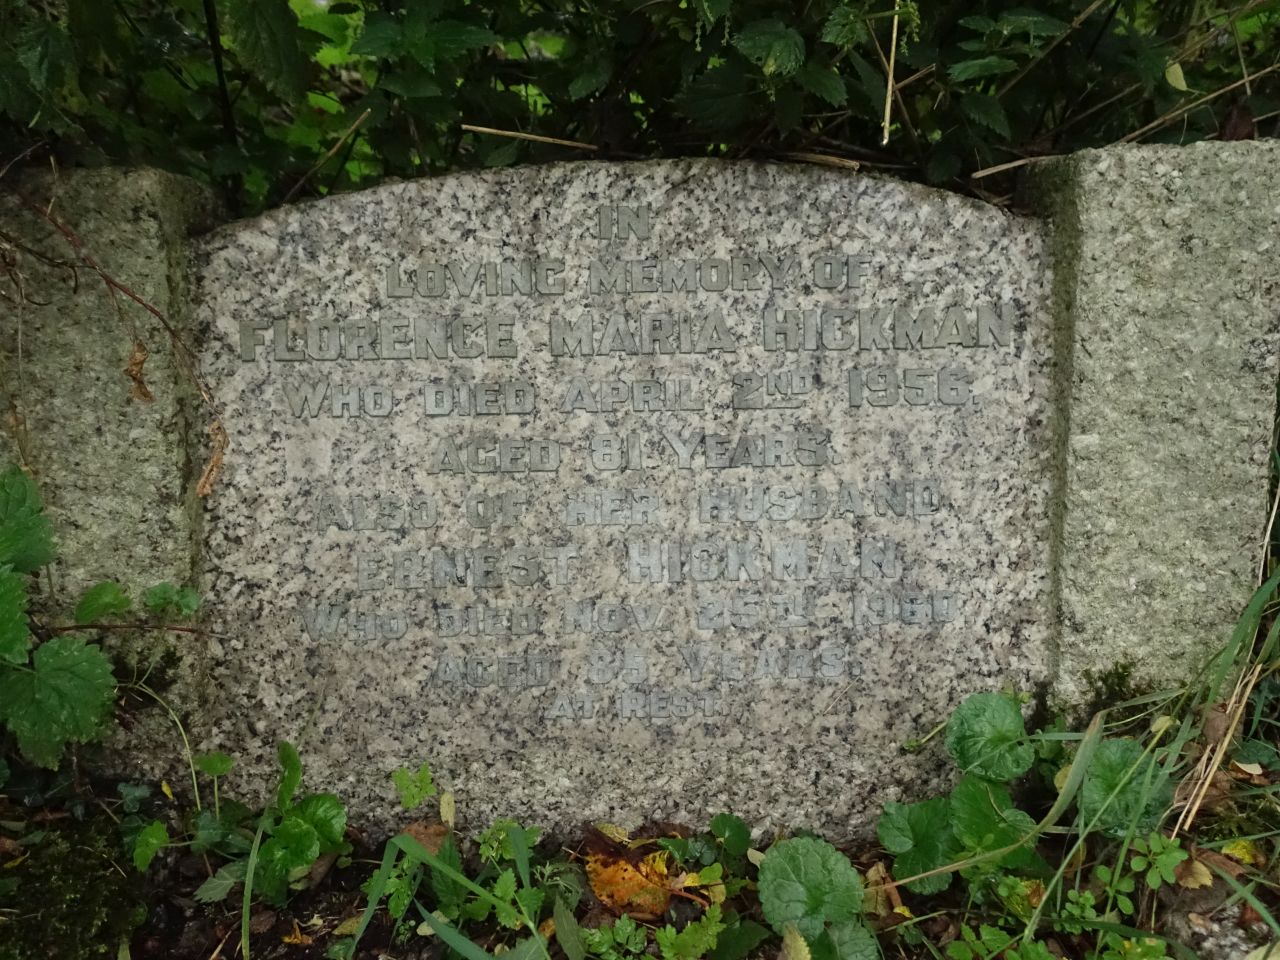 IN
LOVING MEMORY OF
FLORENCE MARIA HICKMAN,
WHO DIED APRIL 2ND 1956,
AGED 81 YEARS
ALSO OF HER HUSBAND
ERNEST HICKMAN
WHO DIED NOV. 25TH 1960
AGED 85 YEARS.
AT REST.